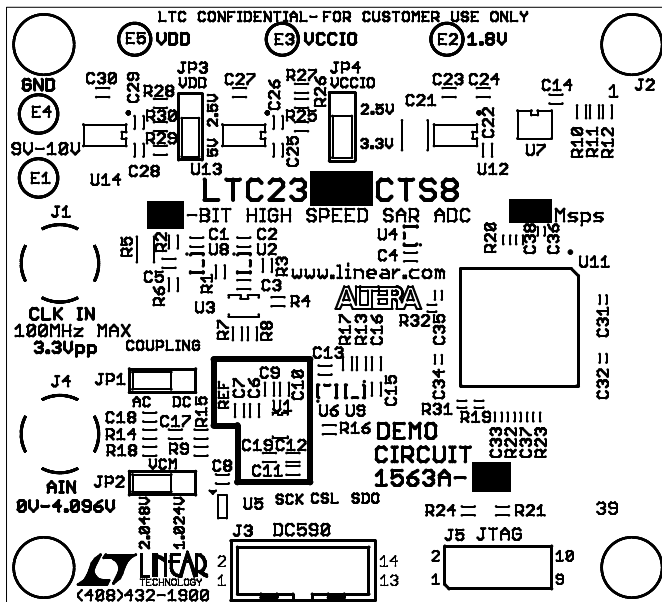 LTC CONFIDENTIAL-FOR CUSTOMER USE ONLY
E5 VDD
E3 VCCIO
E2 1.8V
GND
J2
E4
C30
C29
R28
R30
R29
C28
JP3
VDD
2.5V
5V
C27
C26
R27
R26
R25
C25
JP4
VCCIO
2.5V
3.3V
C21
C23
C24
C22
C14
1
U7
R10
R11
R12
9V-10V
U14
U13
U12
E1
LTC23 CTS8
-BIT HIGH SPEED SAR ADC
Msps
J1
R5
R2
C1
U8
C2
U2
U4
C4
R20
C38
C36
U11
C5
R6
R1
R3
C3
www.linear.com
U3
R4
ALTERA
R32
C35
C31
CLK IN
100MHz MAX
3.3Vpp
R7
R8
R17
R13
C16
COUPLING
C13
C34
C32
J4
JP1
AC
DC
REF
C7
C6
C9
C10
U1
C15
U6
U9
R31
R19
C18
R14
R18
C17
R9
R15
C19
C12
C11
R16
DEMO
CIRCUIT
1563A-
C33
R22
C37
R23
VCM
JP2
C8
AIN
0V-4.096V
2.048V
1.024V
U5
SCK CSL SDO
R24
R21
39
J3
DC590
J5 JTAG
2
14
1
13
2
10
1
9
LINEAR
TECHNOLOGY
(408)432-1900